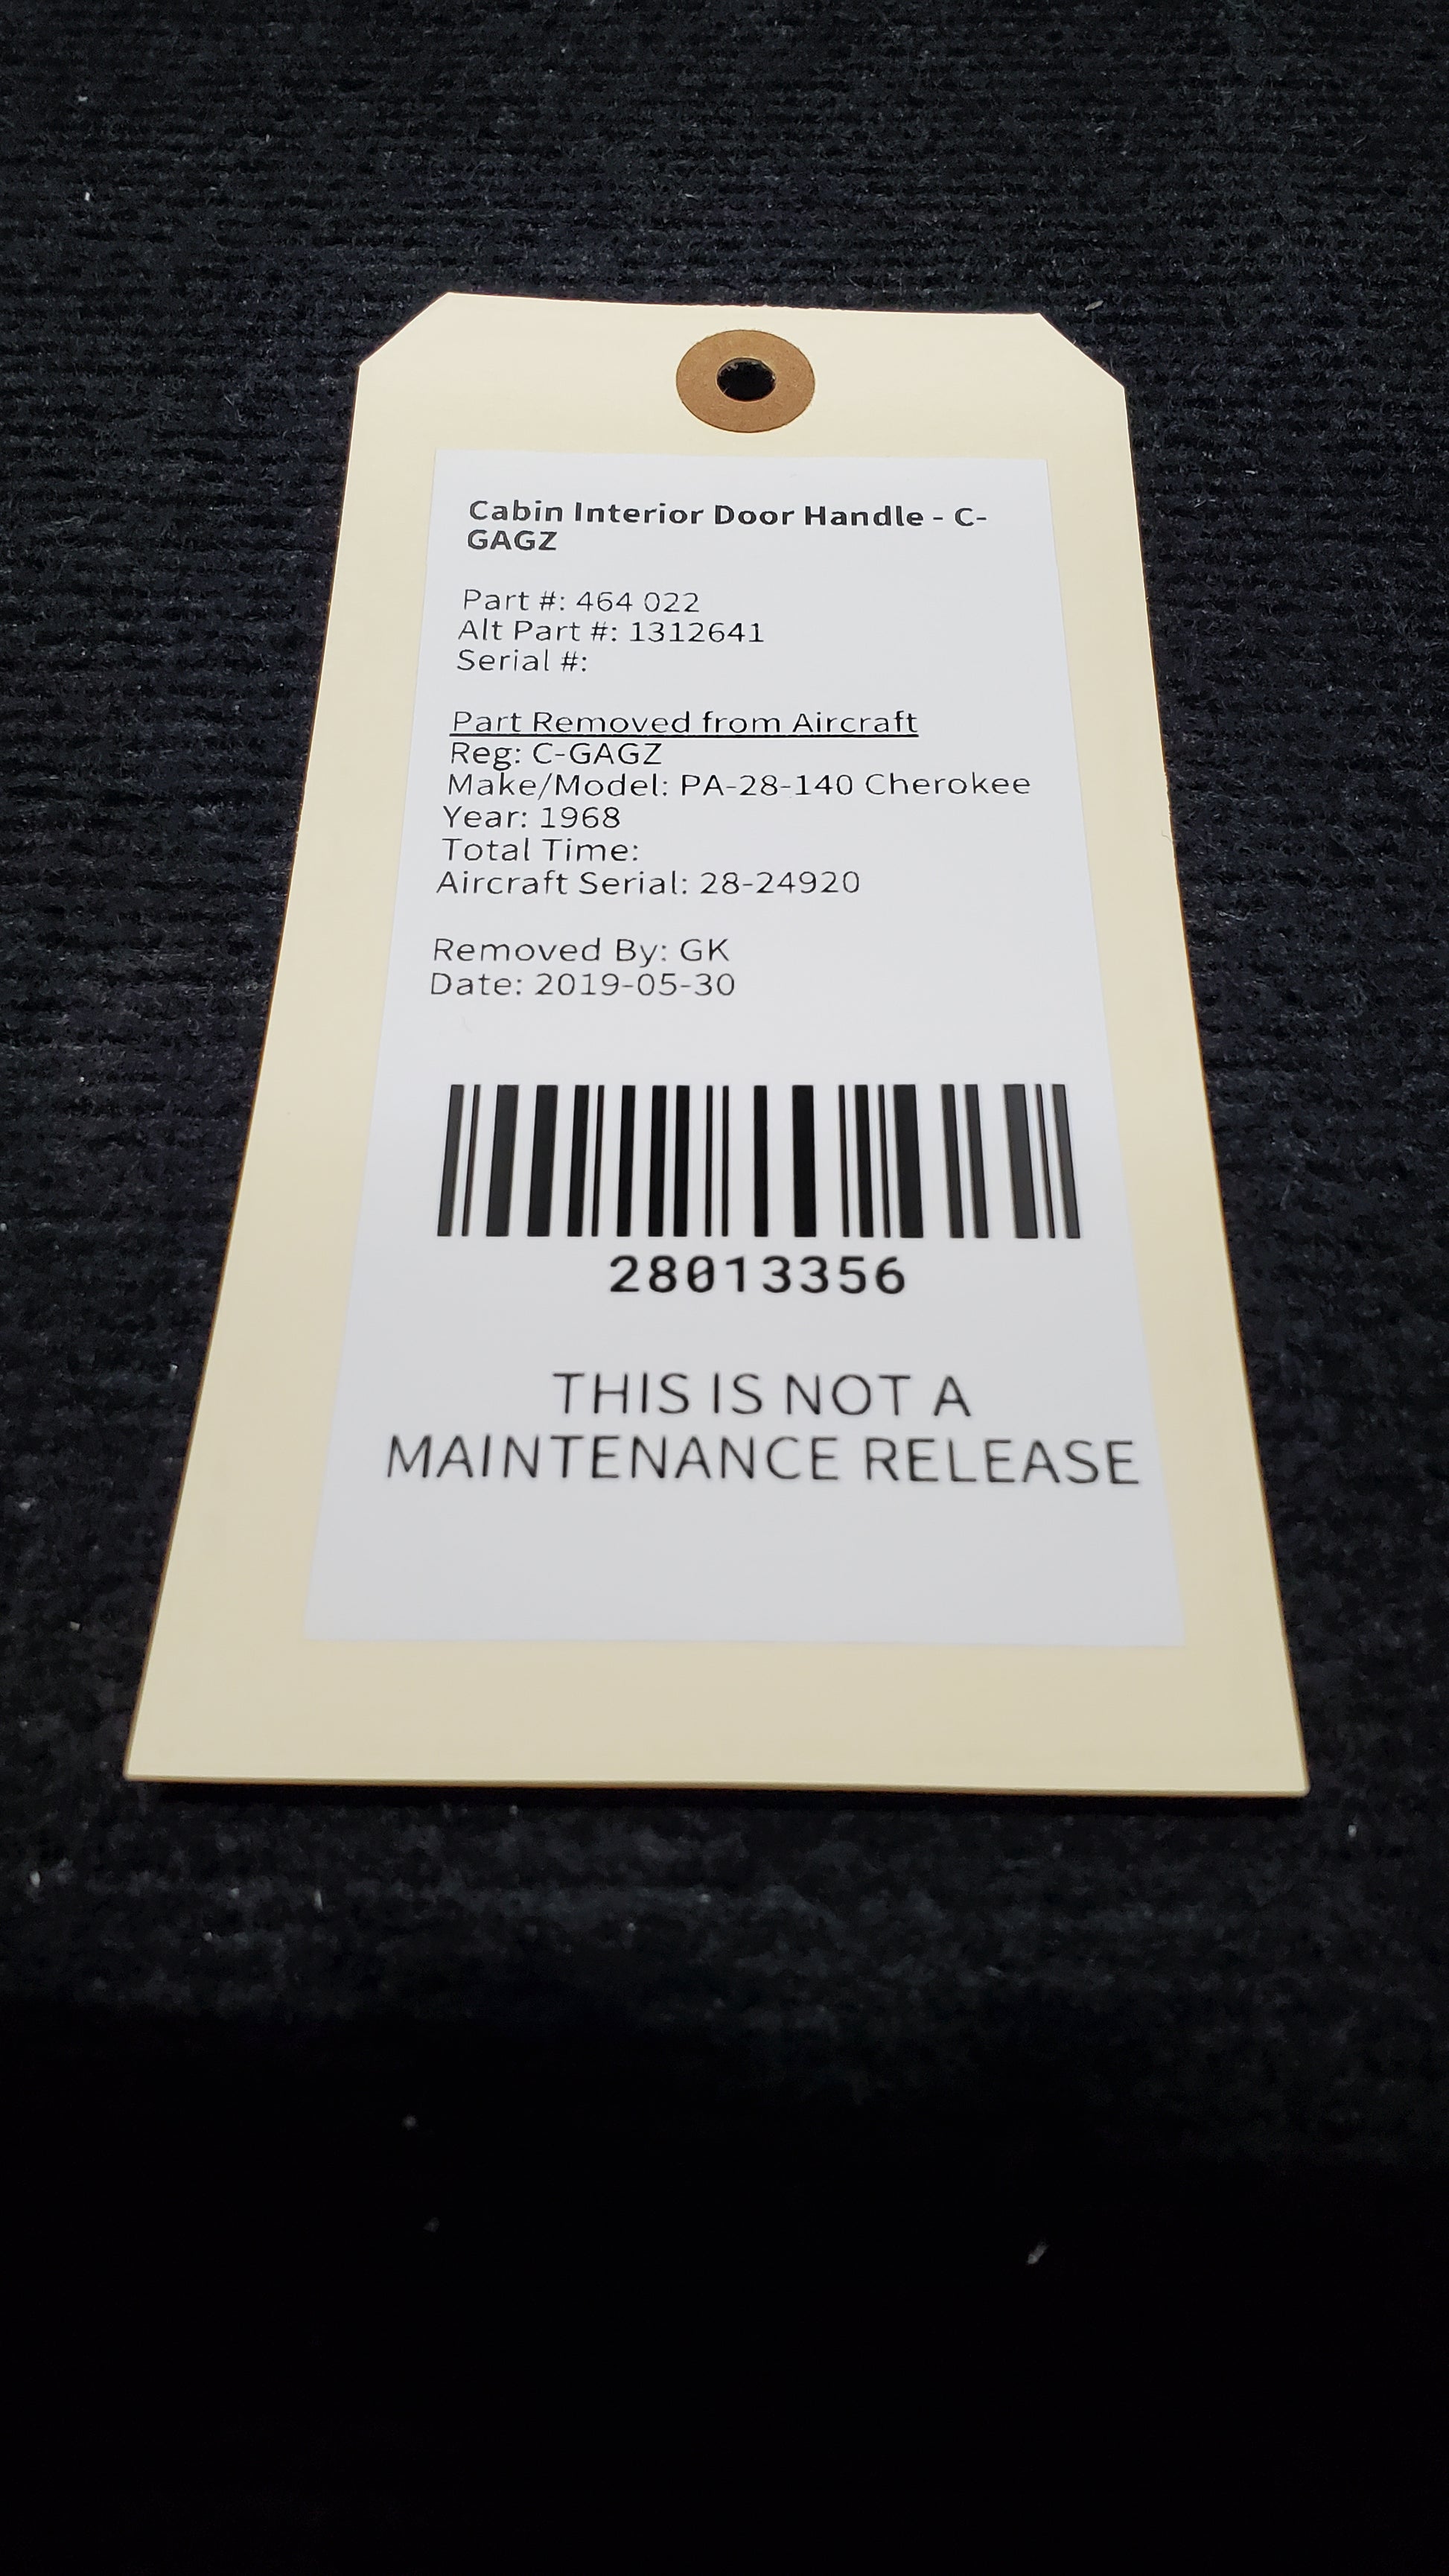 Cabin Interior Door Handle - C-
GAGZ
Part #: 464 022
Alt Part #: 1312641
Serial #:
Part Removed from Aircraft
Reg: C-GAGZ
Make/Model: PA-28-140 Cherokee
Year: 1968
Total Time:
Aircraft Serial: 28-24920
Removed By: GK
Date: 2019-05-30
28013356
THIS IS NOT A
MAINTENANCE RELEASE